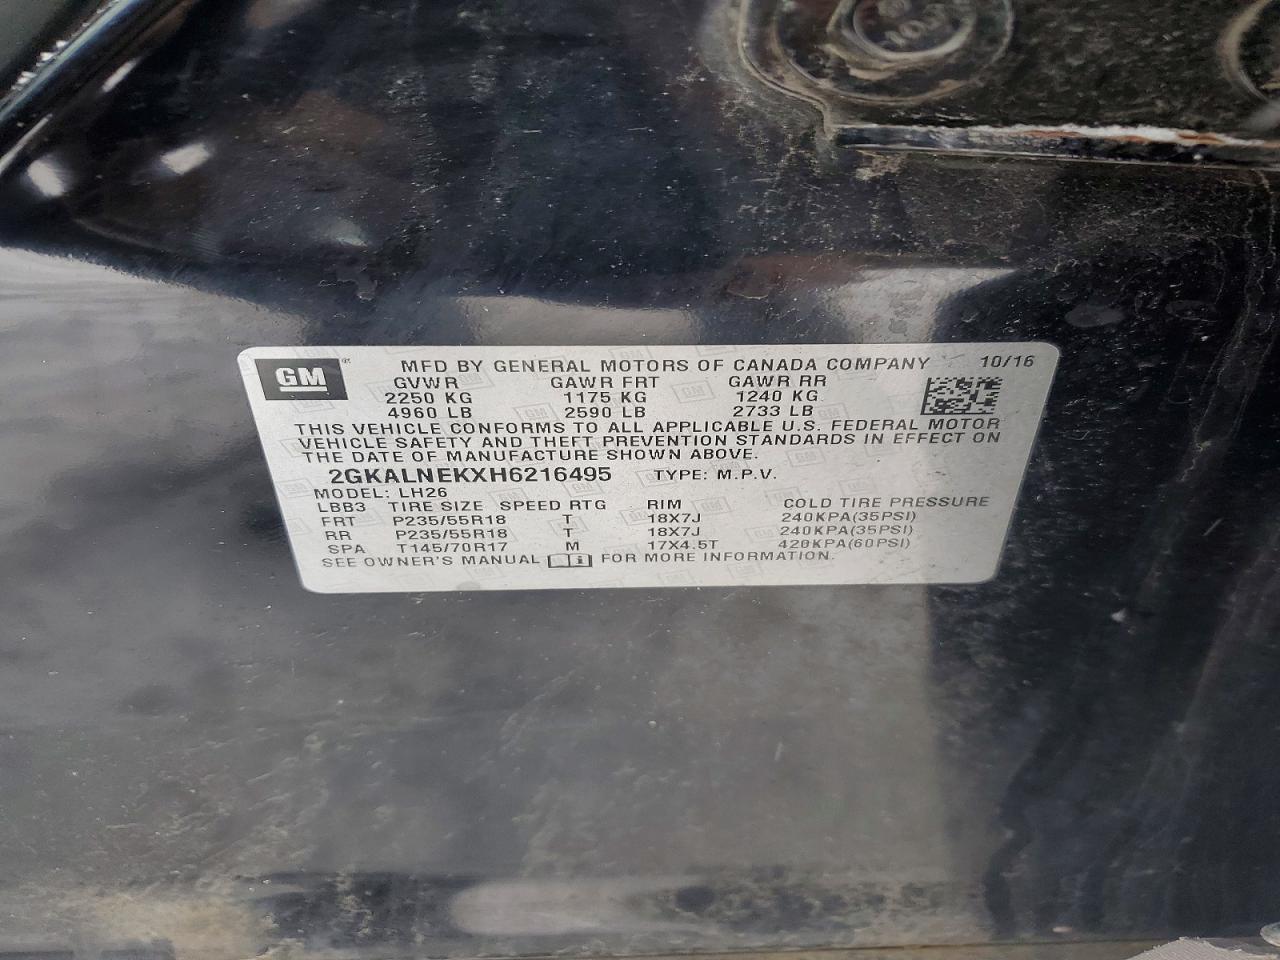 GM ® MFD BY GENERAL MOTORS OF CANADA COMPANY 10/16
GVWR GAWR FRT GAWR RR
2250 KG 1175 KG 1240 KG
4960 LB 2590 LB 2733 LB
THIS VEHICLE CONFORMS TO ALL APPLICABLE U.S. FEDERAL MOTOR
VEHICLE SAFETY AND THEFT PREVENTION STANDARDS IN EFFECT ON
THE DATE OF MANUFACTURE SHOWN ABOVE.
2GKALNEKXH6216495 TYPE: M.P.V.
MODEL: LH26
LBB3 TIRE SIZE SPEED RTG RIM COLD TIRE PRESSURE
FRT P235/55R18 T 18X7J 240KPA(35PSI)
RR P235/55R18 T 18X7J 240KPA(35PSI)
SPA T145/70R17 M 17X4.5T 420KPA(60PSI)
SEE OWNER'S MANUAL FOR MORE INFORMATION.